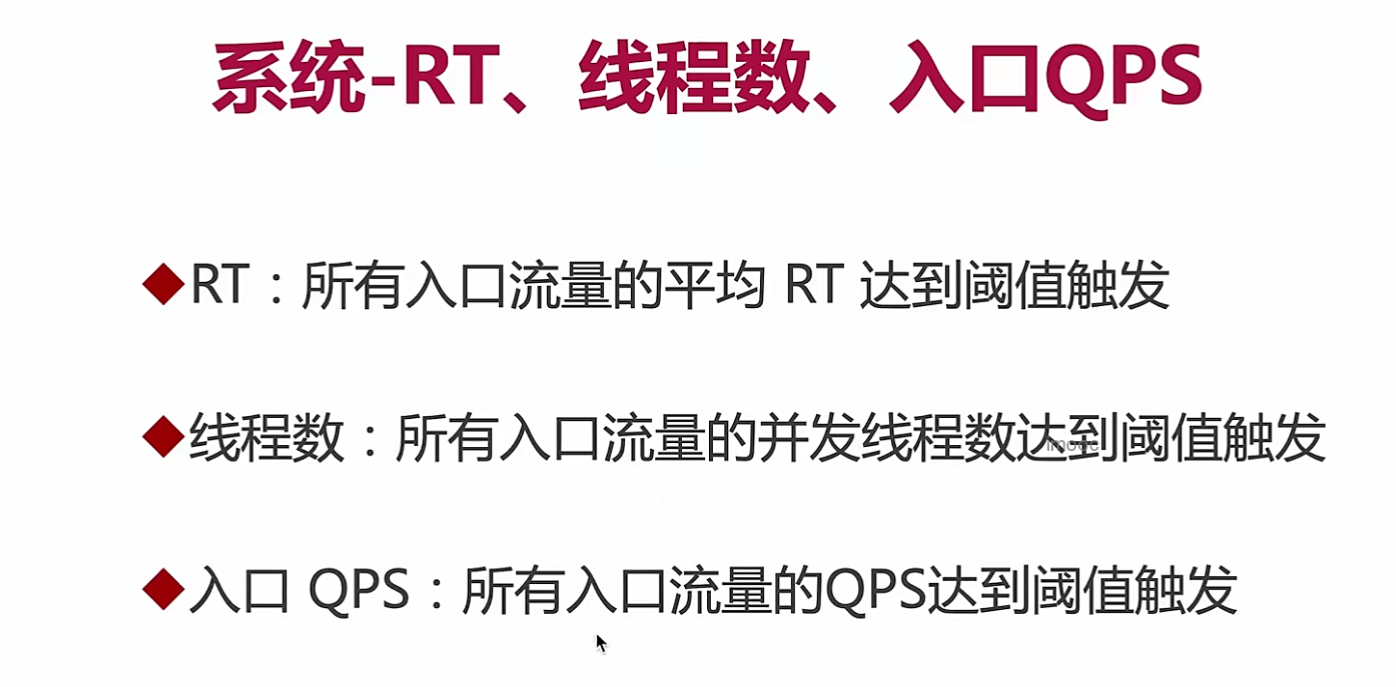 系统-RT、线程数、入口QPS
RT：所有入口流量的平均 RT 达到阈值触发
线程数：所有入口流量的并发线程数达到阈值触发
imooc
入口 QPS：所有入口流量的QPS达到阈值触发